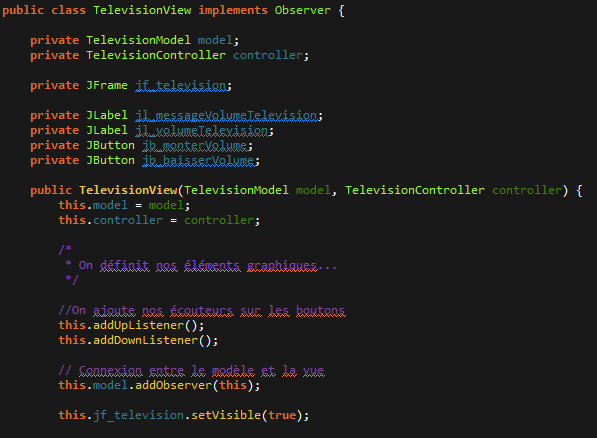 public class TelevisionView implements Observer {
private TelevisionModel model;
private TelevisionController controller;
private JFrame jf_television;
private JLabel jl_messageVolumeTelevision;
private JLabel jl_volumeTelevision;
private JButton jb_monterVolume;
private JButton jb_baisserVolume;
public TelevisionView(TelevisionModel model, TelevisionController controller) {
this.model = model;
this.controller = controller;
/*
* On définit nos éléments graphiques...
*/
//On ajoute nos écouteurs sur les boutons
this.addUpListener();
this.addDownListener();
// Connexion entre le modèle et la vue
this.model.addObserver(this);
this.jf_television.setVisible(true);